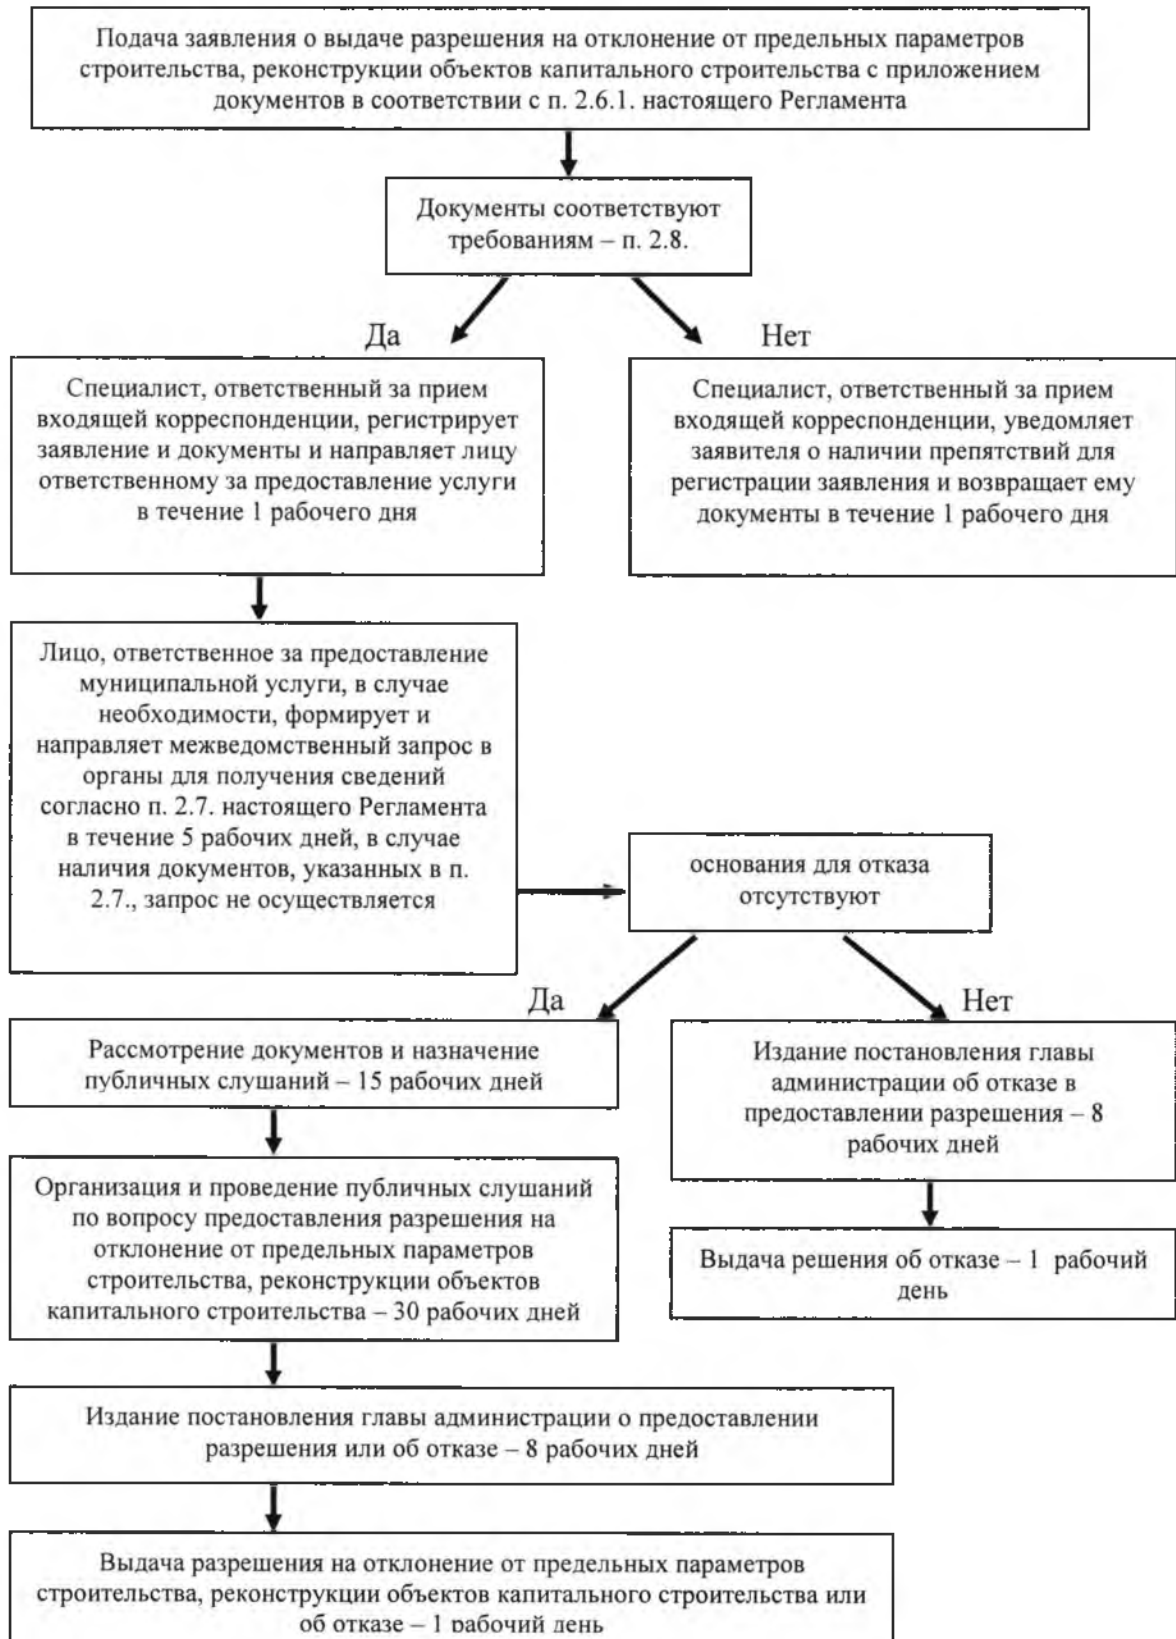 Подача заявления о выдаче разрешения на отклонение от предельных параметров
строительства, реконструкции объектов капитального строительства с приложением
документов в соответствии с п. 2.6.1. настоящего Регламента
Документы соответствуют
требованиям – п. 2.8.
Да
Нет
Специалист, ответственный за прием
входящей корреспонденции, регистрирует
заявление и документы и направляет лицу
ответственному за предоставление услуги
в течение 1 рабочего дня
Специалист, ответственный за прием
входящей корреспонденции, уведомляет
заявителя о наличии препятствий для
регистрации заявления и возвращает ему
документы в течение 1 рабочего дня
Лицо, ответственное за предоставление
муниципальной услуги, в случае
необходимости, формирует и
направляет межведомственный запрос в
органы для получения сведений
согласно п. 2.7. настоящего Регламента
в течение 5 рабочих дней, в случае
наличия документов, указанных в п.
2.7., запрос не осуществляется
основания для отказа
отсутствуют
Да
Нет
Рассмотрение документов и назначение
публичных слушаний – 15 рабочих дней
Издание постановления главы
администрации об отказе в
предоставлении разрешения – 8
рабочих дней
Организация и проведение публичных слушаний
по вопросу предоставления разрешения на
отклонение от предельных параметров
строительства, реконструкции объектов
капитального строительства – 30 рабочих дней
Выдача решения об отказе – 1 рабочий
день
Издание постановления главы администрации о предоставлении
разрешения или об отказе – 8 рабочих дней
Выдача разрешения на отклонение от предельных параметров
строительства, реконструкции объектов капитального строительства или
об отказе – 1 рабочий день